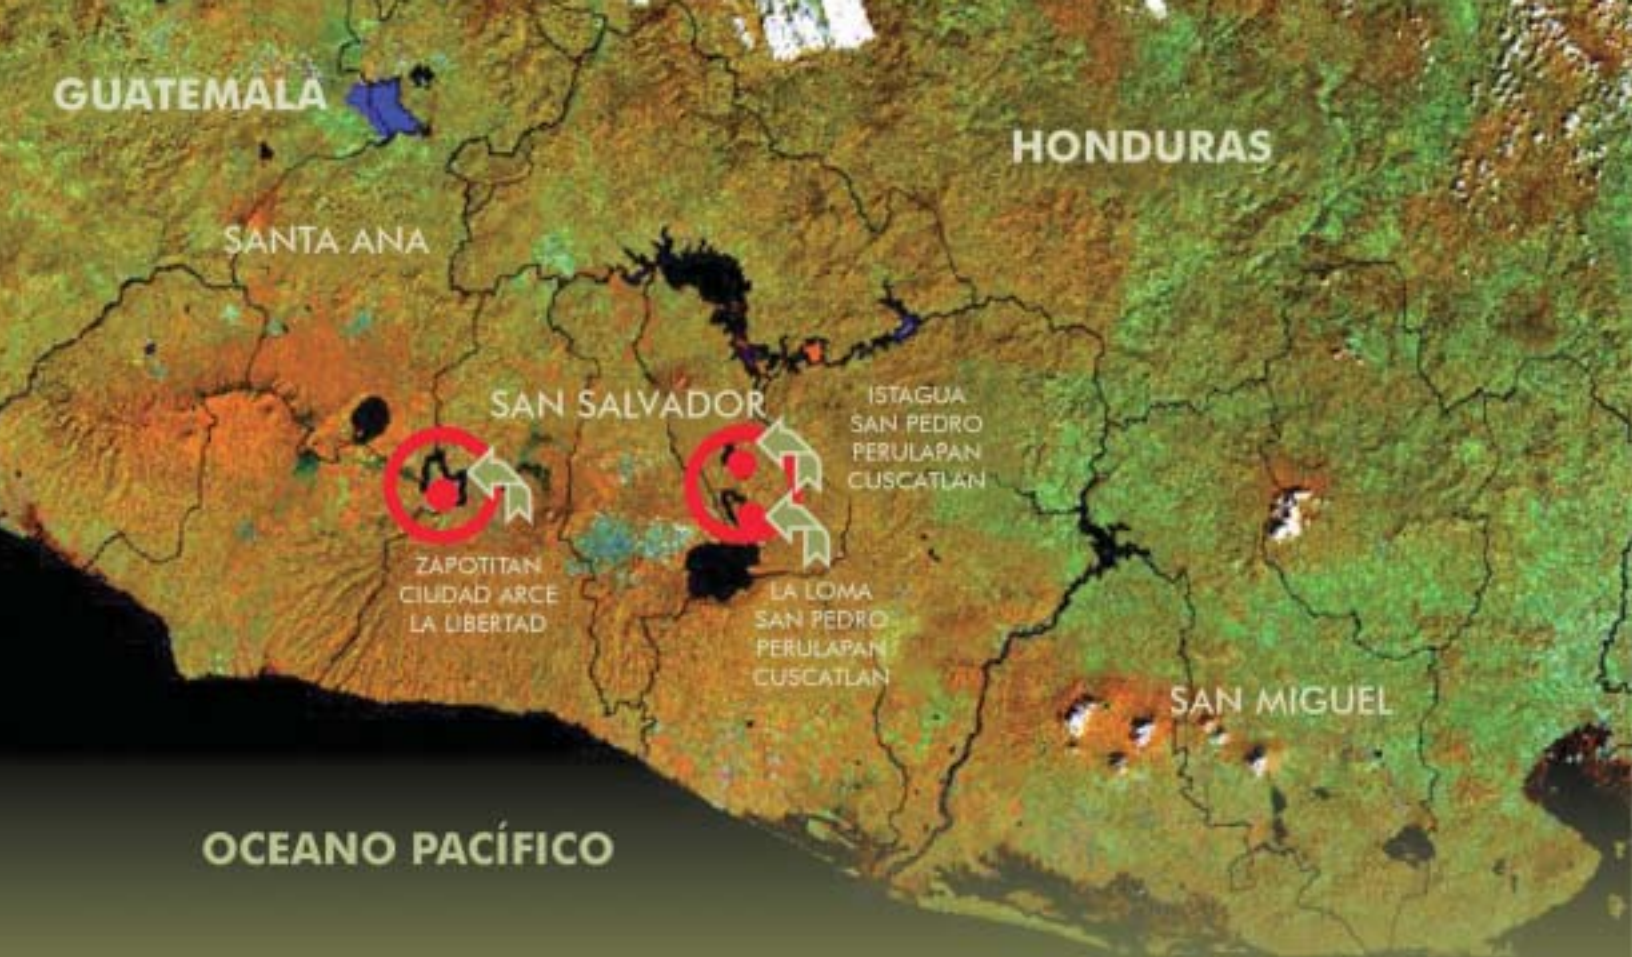 GUATEMALA
HONDURAS
SANTA ANA
SAN SALVADOR
ISTAGUA
SAN PEDRO
PERULAPAN
CUSCATLAN
ZAPOTITAN
CIUDAD ARCE
LA LIBERTAD
LA LOMA
SAN PEDRO
PERULAPAN
CUSCATLAN
SAN MIGUEL
OCEANO PACÍFICO